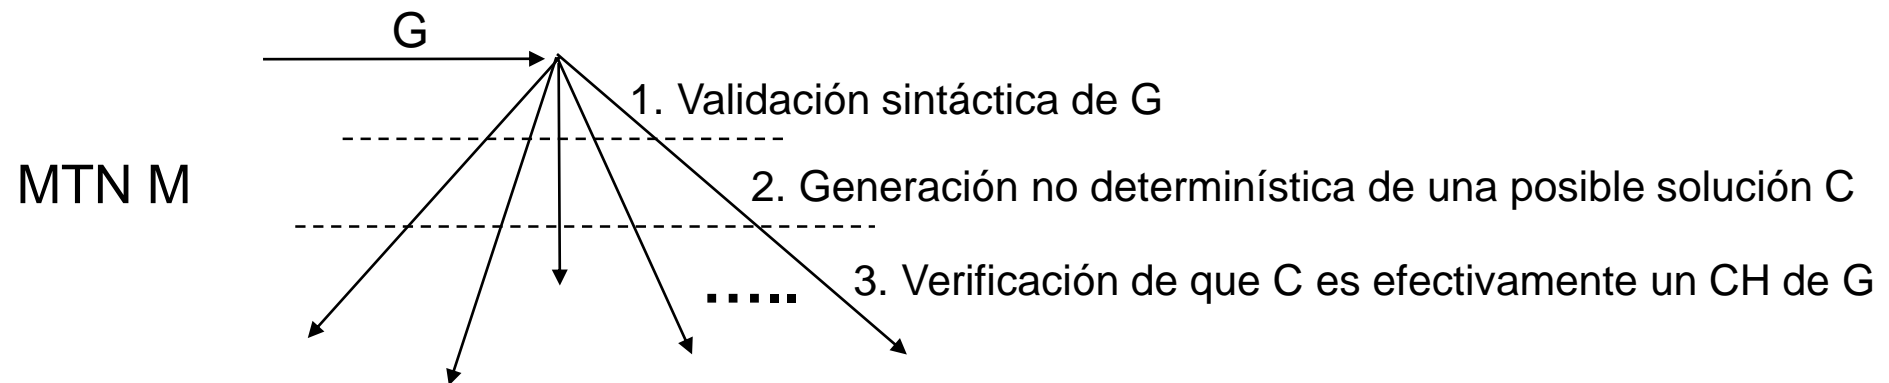 G
1. Validación sintáctica de G
MTN M
2. Generación no determinística de una posible solución C
3. Verificación de que C es efectivamente un CH de G